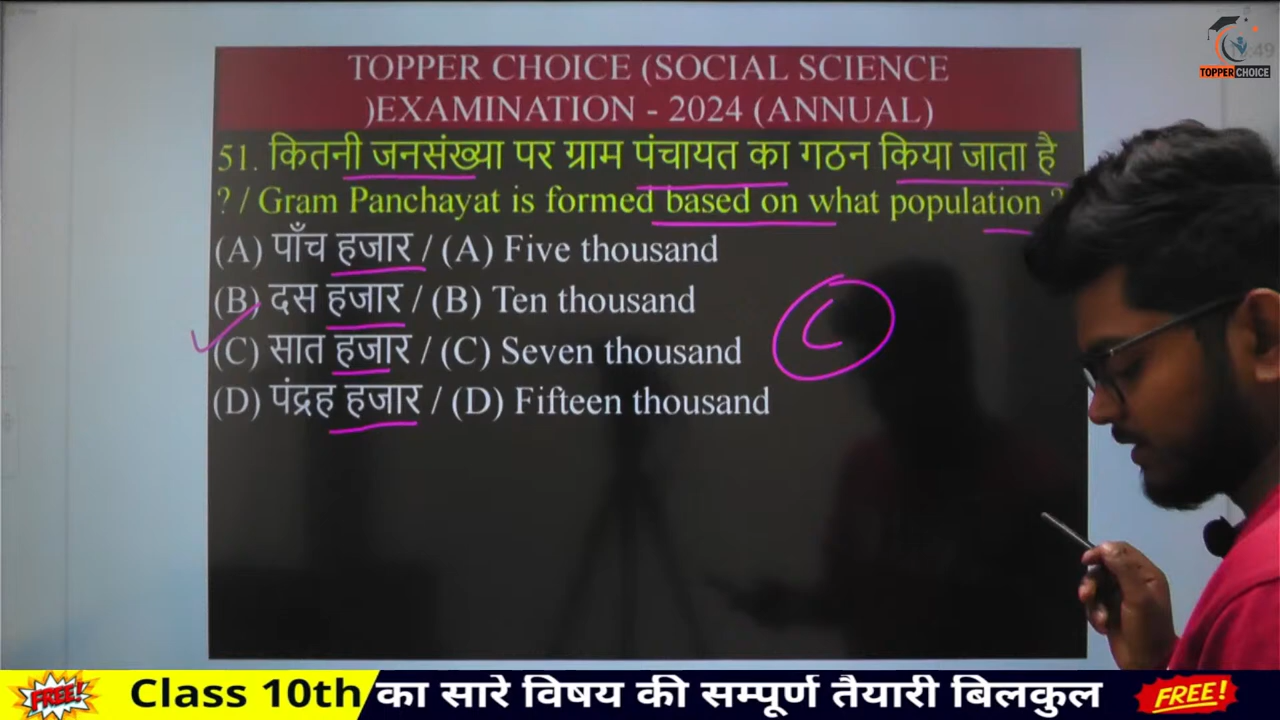 TOPPER CHOICE
TOPPER CHOICE (SOCIAL SCIENCE
)EXAMINATION - 2024 (ANNUAL)
51. कितनी जनसंख्या पर ग्राम पंचायत का गठन किया जाता है
? / Gram Panchayat is formed based on what population ?
(A) पाँच हजार / (A) Five thousand
(B) दस हजार / (B) Ten thousand
(C) सात हजार / (C) Seven thousand
(D) पंद्रह हजार / (D) Fifteen thousand
C
FREE! Class 10th का सारे विषय की सम्पूर्ण तैयारी बिलकुल FREE!